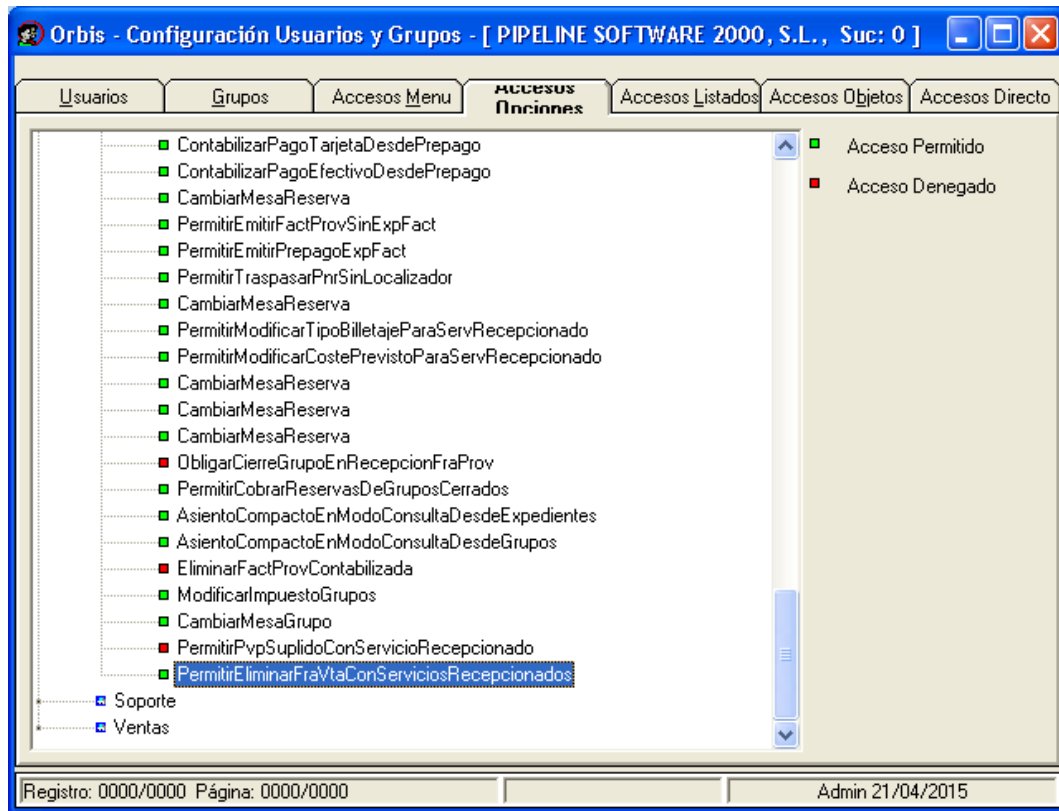 Orbis - Configuración Usuarios y Grupos - [ PIPELINE SOFTWARE 2000, S.L., Suc: 0 ]
Usuarios Grupos Accesos Menu Accesos Opciones Accesos Listados Accesos Objetos Accesos Directo
ContabilizarPagoTarjetaDesdePrepago
ContabilizarPagoEfectivoDesdePrepago
CambiarMesaReserva
PermitirEmitirFactProvSinExpFact
PermitirEmitirPrepagoExpFact
PermitirTraspasarPnrSinLocalizador
CambiarMesaReserva
PermitirModificarTipoBilletajeParaServRecepcionado
PermitirModificarCostePrevistoParaServRecepcionado
CambiarMesaReserva
CambiarMesaReserva
CambiarMesaReserva
ObligarCierreGrupoEnRecepcionFraProv
PermitirCobrarReservasDeGruposCerrados
AsientoCompactoEnModoConsultaDesdeExpedientes
AsientoCompactoEnModoConsultaDesdeGrupos
EliminarFactProvContabilizada
ModificarImpuestoGrupos
CambiarMesaGrupo
PermitirPvpSuplidoConServicioRecepcionado
PermitirEliminarFraVtaConServiciosRecepcionados
Soporte
Ventas
Acceso Permitido
Acceso Denegado
Registro: 0000/0000 Página: 0000/0000
Admin 21/04/2015